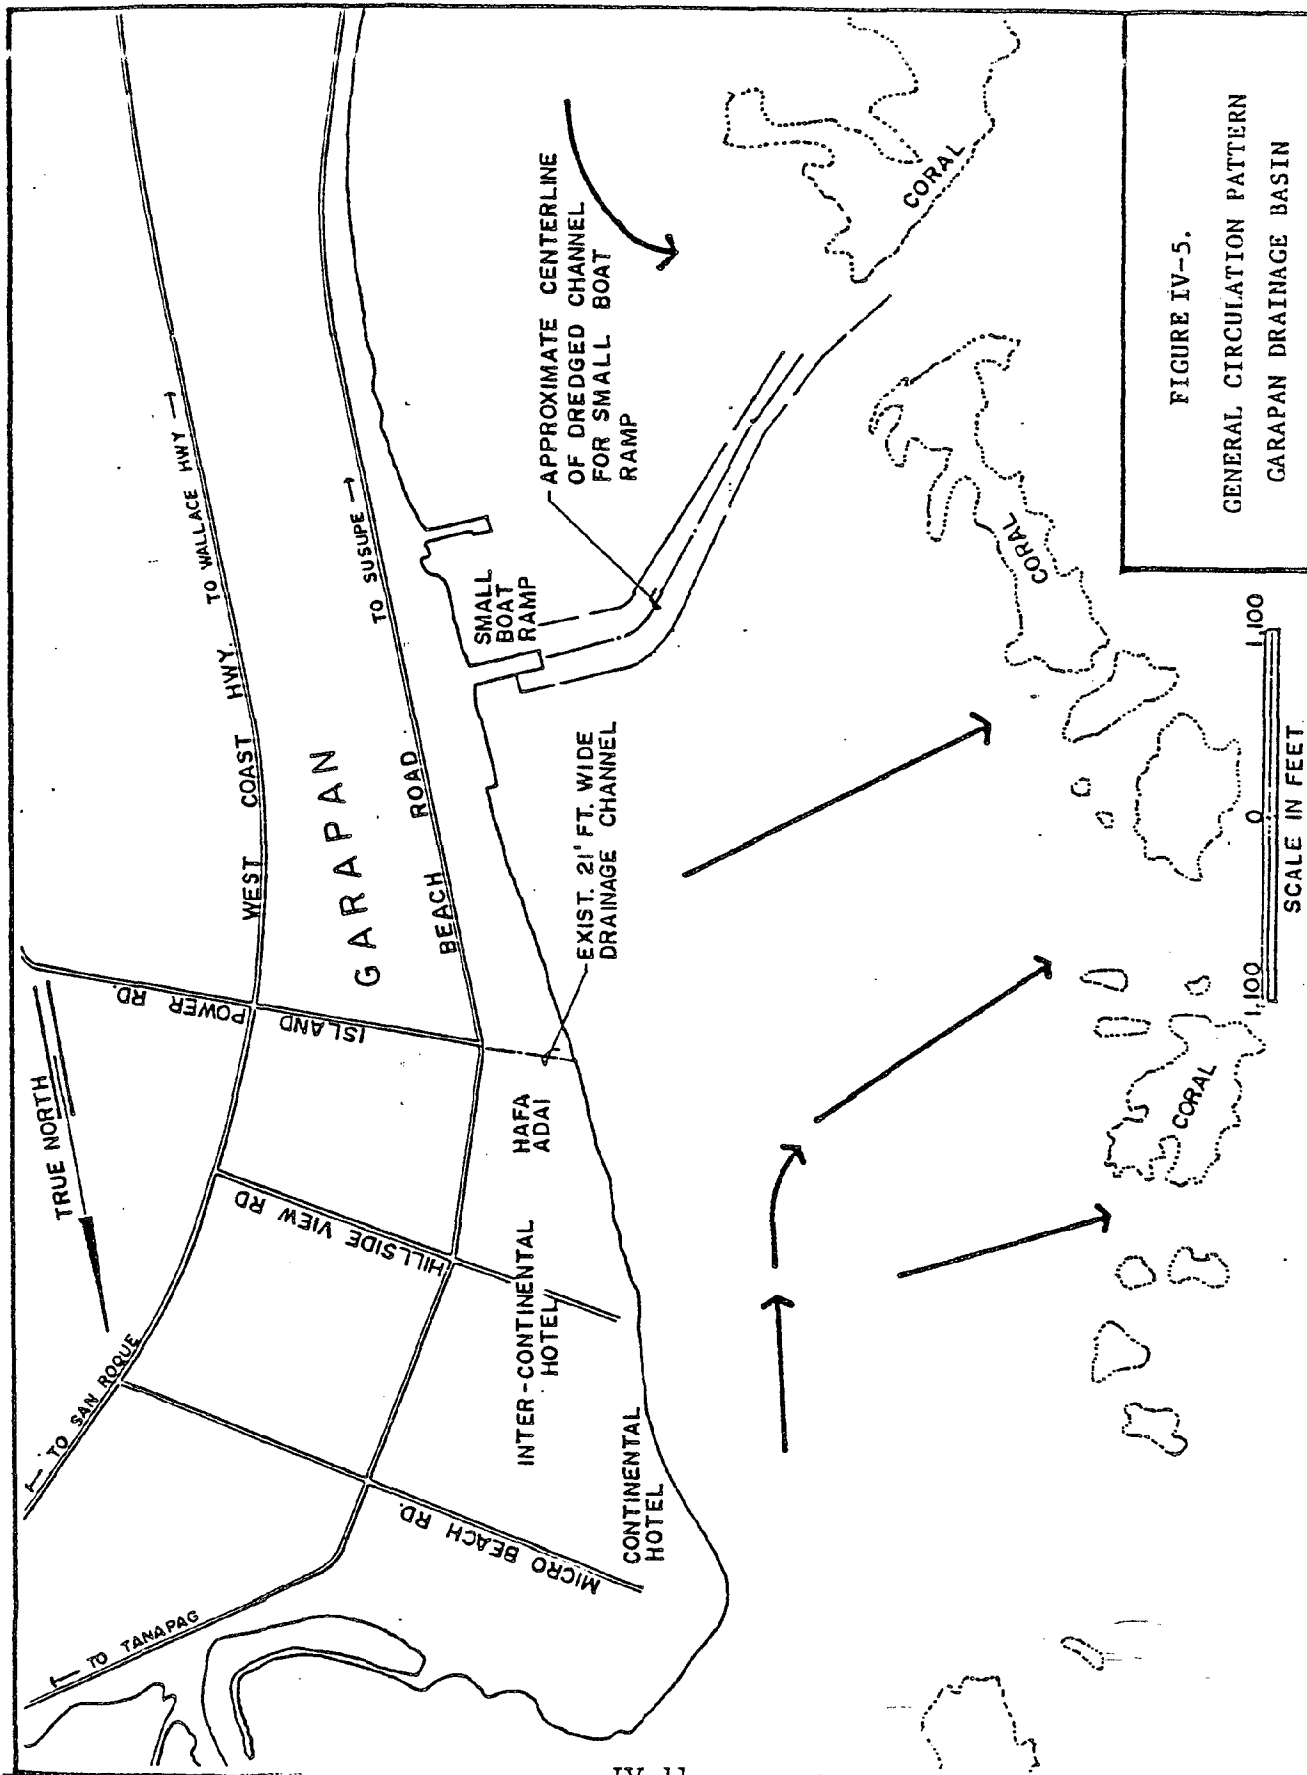 TRUE NORTH
← TO SAN ROQUE
← TO TANAPAG
WEST COAST HWY.
TO WALLACE HWY →
GARAPAN
BEACH ROAD
TO SUSUPE →
ISLAND POWER RD.
HILLSIDE VIEW RD
MICRO BEACH RD.
HAFA
ADAI
INTER-CONTINENTAL
HOTEL
CONTINENTAL
HOTEL
EXIST. 21' FT. WIDE
DRAINAGE CHANNEL
SMALL
BOAT
RAMP
APPROXIMATE CENTERLINE
OF DREDGED CHANNEL
FOR SMALL BOAT
RAMP
CORAL
CORAL
CORAL
1,100 0 1,100
SCALE IN FEET
FIGURE IV-5.
GENERAL CIRCULATION PATTERN
GARAPAN DRAINAGE BASIN